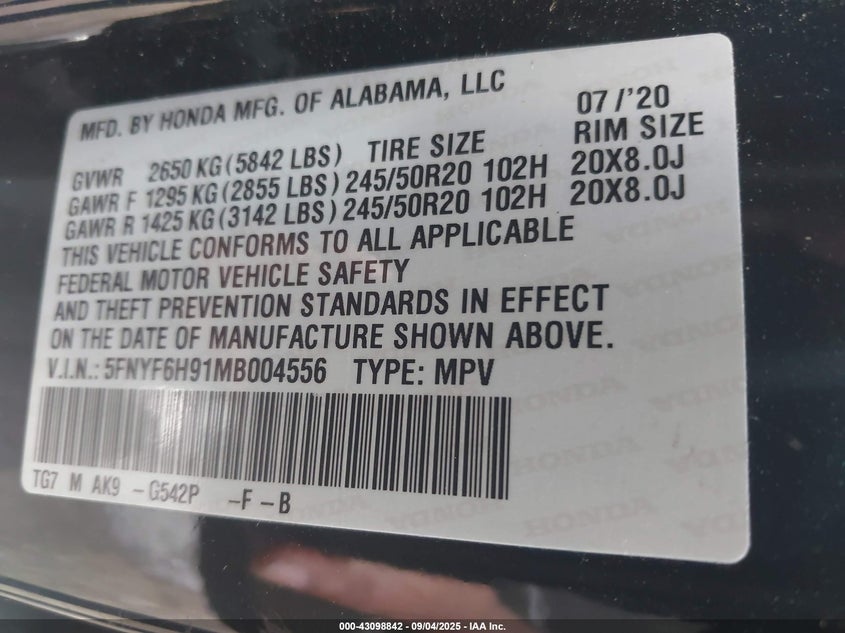 MFD. BY HONDA MFG. OF ALABAMA, LLC 07/'20
GVWR 2650 KG (5842 LBS) TIRE SIZE RIM SIZE
GAWR F 1295 KG (2855 LBS) 245/50R20 102H 20X8.0J
GAWR R 1425 KG (3142 LBS) 245/50R20 102H 20X8.0J
THIS VEHICLE CONFORMS TO ALL APPLICABLE
FEDERAL MOTOR VEHICLE SAFETY
AND THEFT PREVENTION STANDARDS IN EFFECT
ON THE DATE OF MANUFACTURE SHOWN ABOVE.
V.I.N.: 5FNYF6H91MB004556 TYPE: MPV
TG7 M AK9 -G542P -F -B
HONDA
000-43098842 - 09/04/2025 - IAA Inc.